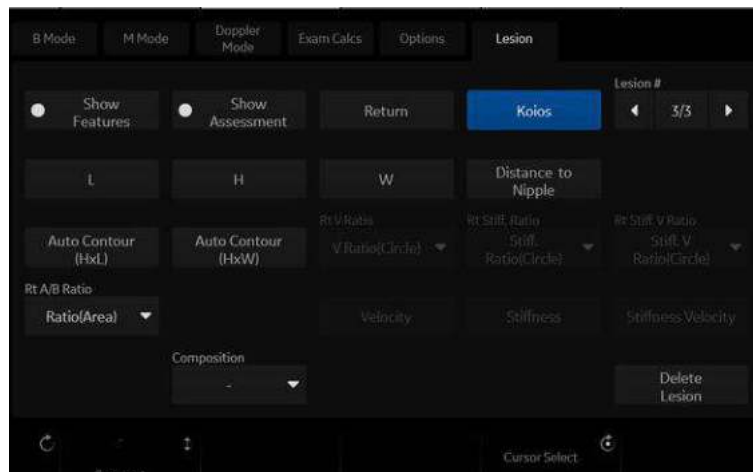 B Mode
M Mode
Doppler
Mode
Exam Calcs
Options
Lesion
Lesion #
Show
Features
Show
Assessment
Return
Koios
3/3
L
H
W
Distance to
Nipple
Rt V Ratio
Rt Stiff. Ratio
Rt Stiff. V Ratio
Auto Contour
(HxL)
Auto Contour
(HxW)
V Ratio(Circle)
Stiff.
Ratio(Circle)
Stiff. V
Ratio(Circle)
Rt A/B Ratio
Ratio(Area)
Velocity
Stiffness
Stiffness Velocity
Composition
-
Delete
Lesion
-
Cursor Select